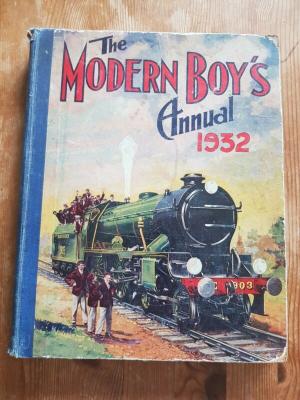 The
MODERN BOY'S
Annual
1932
903